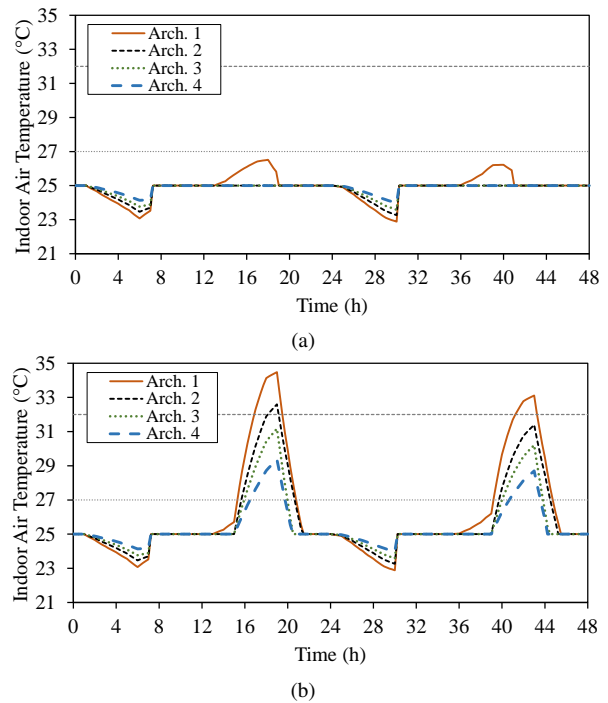 Indoor Air Temperature (°C)
35
33
31
29
27
25
23
21
Arch. 1
Arch. 2
Arch. 3
Arch. 4
0 4 8 12 16 20 24 28 32 36 40 44 48
Time (h)
(a)
Indoor Air Temperature (°C)
35
33
31
29
27
25
23
21
Arch. 1
Arch. 2
Arch. 3
Arch. 4
0 4 8 12 16 20 24 28 32 36 40 44 48
Time (h)
(b)